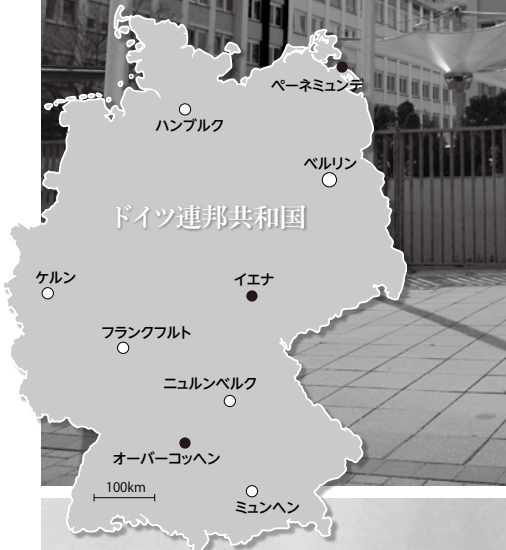 ペーネミュンデ
ハンブルク
ベルリン
ドイツ連邦共和国
ケルン
イエナ
フランクフルト
ニュルンベルク
オーバーコッヘン
100km
ミュンヘン